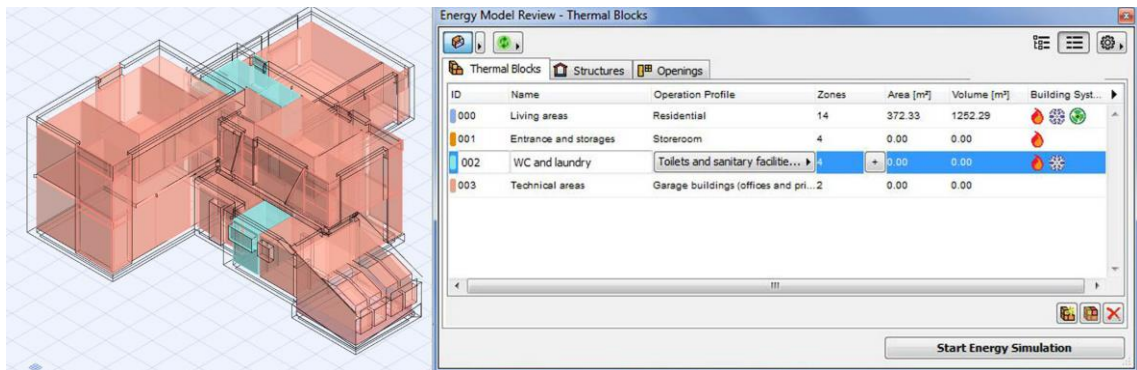 Energy Model Review - Thermal Blocks
Thermal Blocks Structures Openings
ID Name Operation Profile Zones Area [m²] Volume [m³] Building Syst...
000 Living areas Residential 14 372.33 1252.29
001 Entrance and storages Storeroom 4 0.00 0.00
002 WC and laundry Toilets and sanitary facilitie... 4 + 0.00 0.00
003 Technical areas Garage buildings (offices and pri... 2 0.00 0.00
Start Energy Simulation